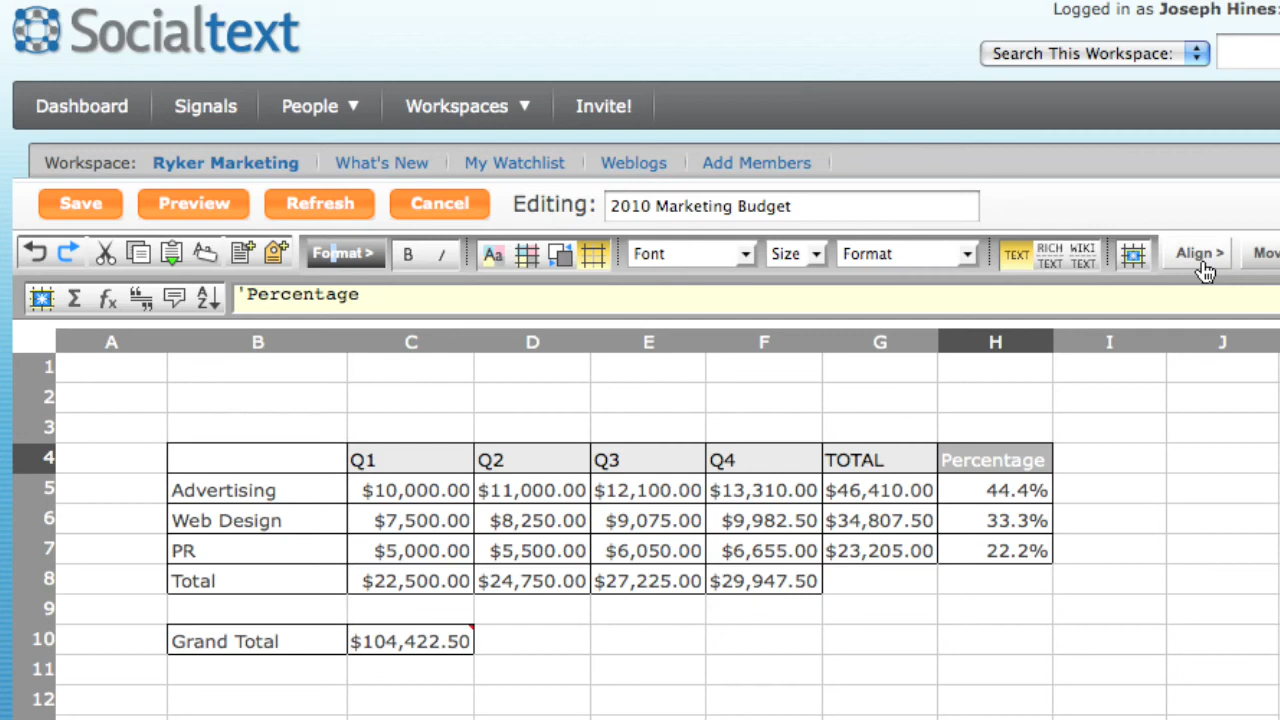 Socialtext
Logged in as Joseph Hines:
Search This Workspace:
Dashboard Signals People ▼ Workspaces ▼ Invite!
Workspace: Ryker Marketing What's New My Watchlist Weblogs Add Members
Save Preview Refresh Cancel Editing: 2010 Marketing Budget
Format > B I Aa Font Size Format TEXT RICH TEXT WIKI TEXT Align > Mov
Σ fx A Z 'Percentage
A B C D E F G H I J
1
2
3
4 Q1 Q2 Q3 Q4 TOTAL Percentage
5 Advertising $10,000.00 $11,000.00 $12,100.00 $13,310.00 $46,410.00 44.4%
6 Web Design $7,500.00 $8,250.00 $9,075.00 $9,982.50 $34,807.50 33.3%
7 PR $5,000.00 $5,500.00 $6,050.00 $6,655.00 $23,205.00 22.2%
8 Total $22,500.00 $24,750.00 $27,225.00 $29,947.50
9
10 Grand Total $104,422.50
11
12